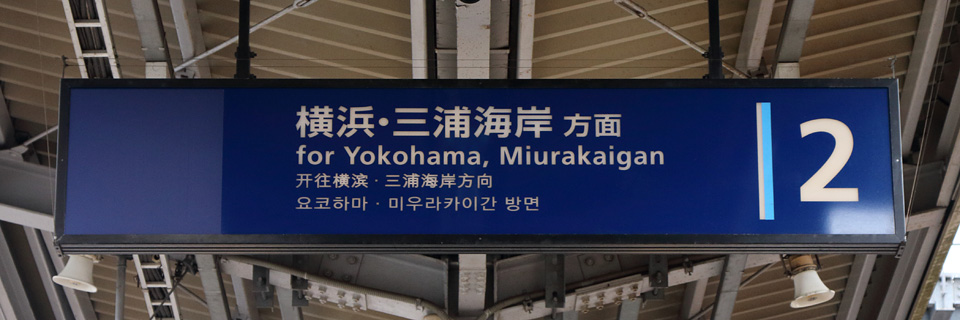 横浜・三浦海岸 方面
for Yokohama, Miurakaigan
开往横滨・三浦海岸方向
요코하마・미우라카이간 방면
2